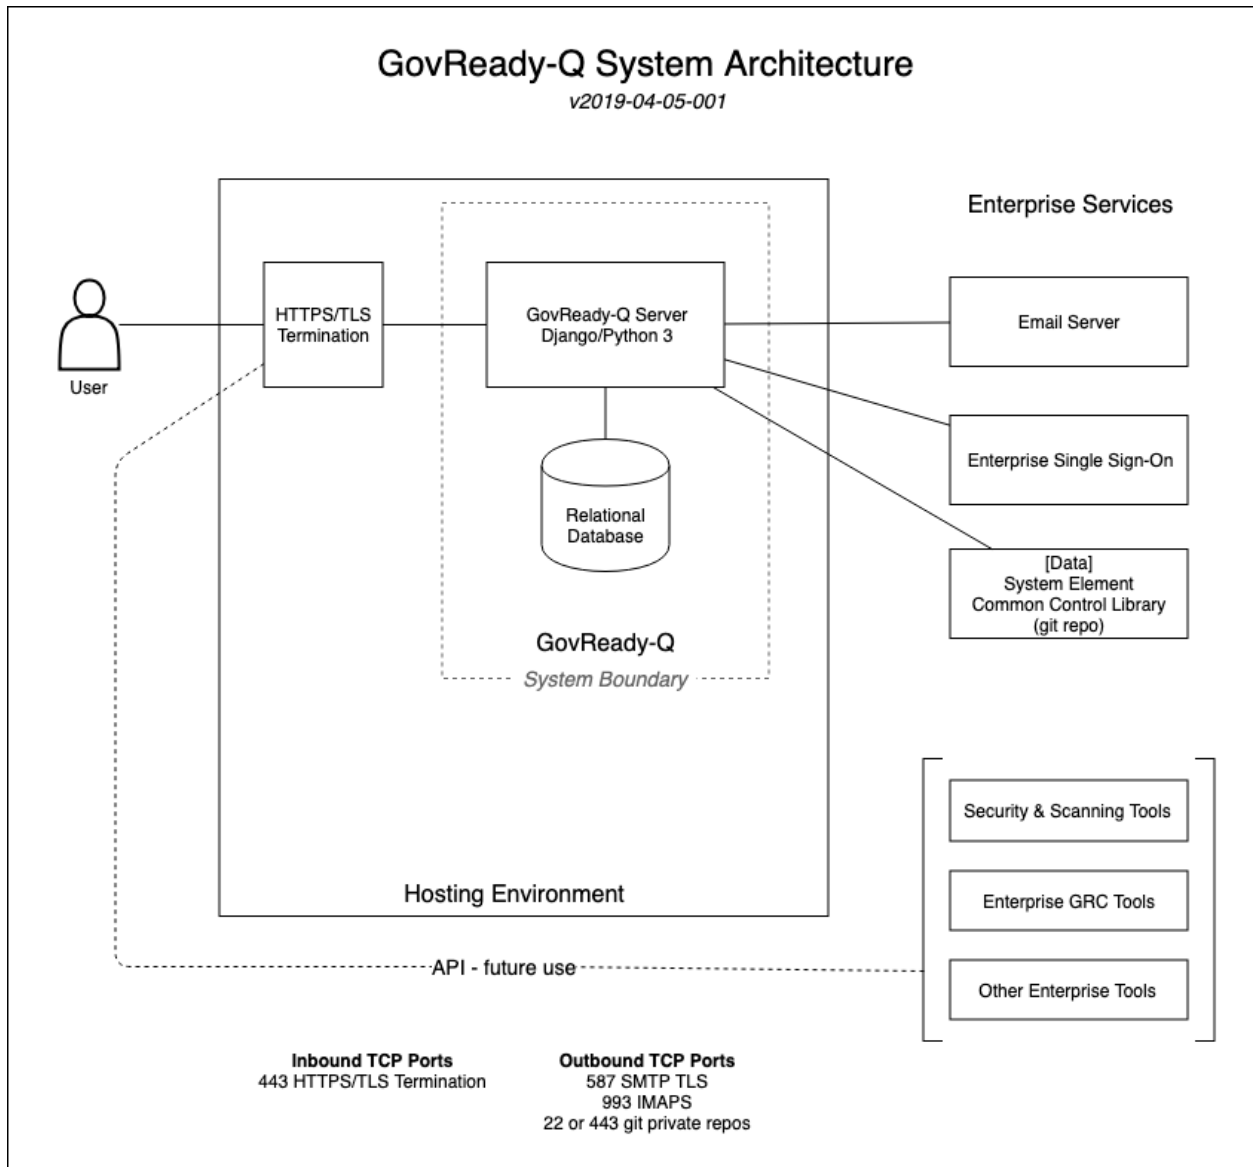 GovReady-Q System Architecture
v2019-04-05-001
Enterprise Services
HTTPS/TLS
Termination
GovReady-Q Server
Django/Python 3
Email Server
User
Enterprise Single Sign-On
Relational
Database
[Data]
System Element
Common Control Library
(git repo)
GovReady-Q
System Boundary
Security & Scanning Tools
Hosting Environment
Enterprise GRC Tools
API - future use
Other Enterprise Tools
Inbound TCP Ports
443 HTTPS/TLS Termination
Outbound TCP Ports
587 SMTP TLS
993 IMAPS
22 or 443 git private repos